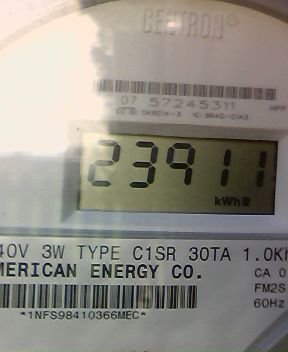 CENTRON®
07 57245311
23911
kWh B
40V 3W TYPE C1SR 30TA 1.0Kh
MERICAN ENERGY CO.
CA 0
FM2S
60Hz
*1NFS98410366MEC*